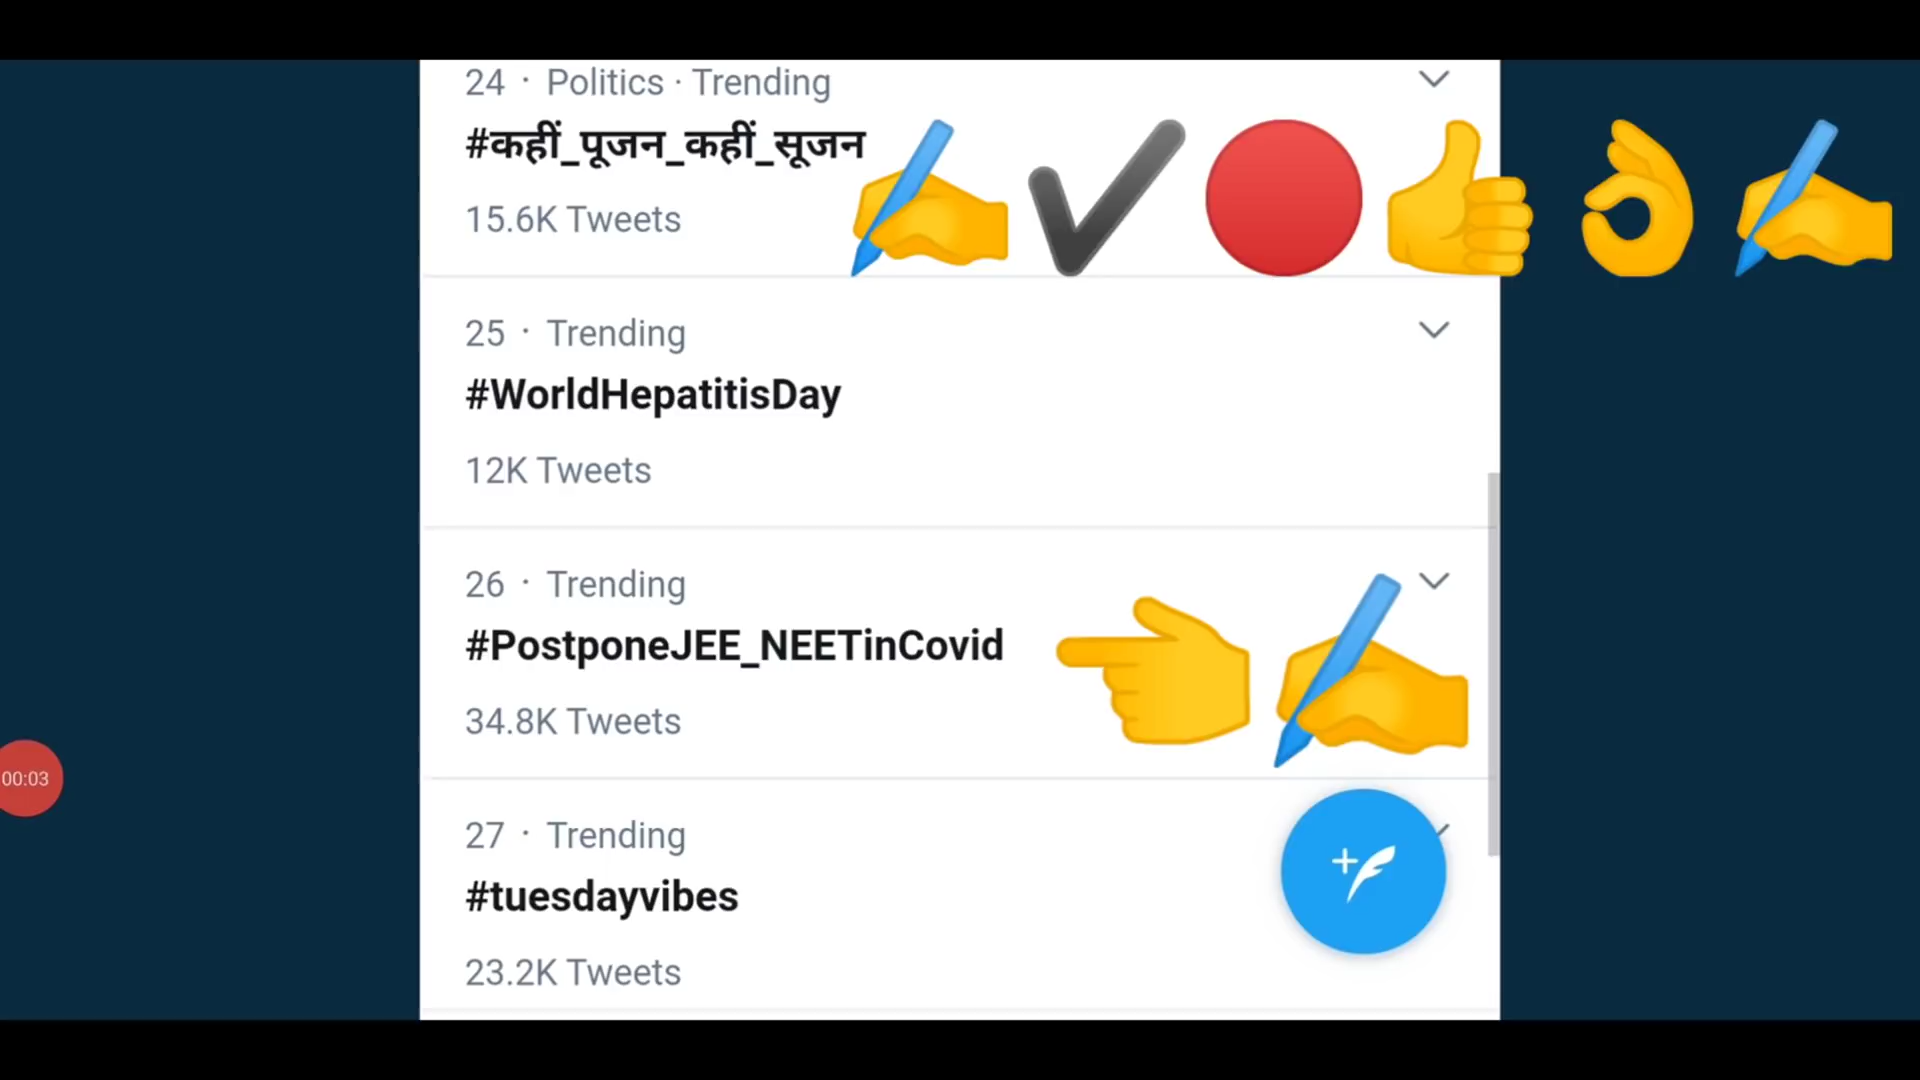 24 · Politics · Trending
#कहीं_पूजन_कहीं_सूजन
15.6K Tweets
25 · Trending
#WorldHepatitisDay
12K Tweets
26 · Trending
#PostponeJEE_NEETinCovid
34.8K Tweets
00:03
27 · Trending
#tuesdayvibes
23.2K Tweets